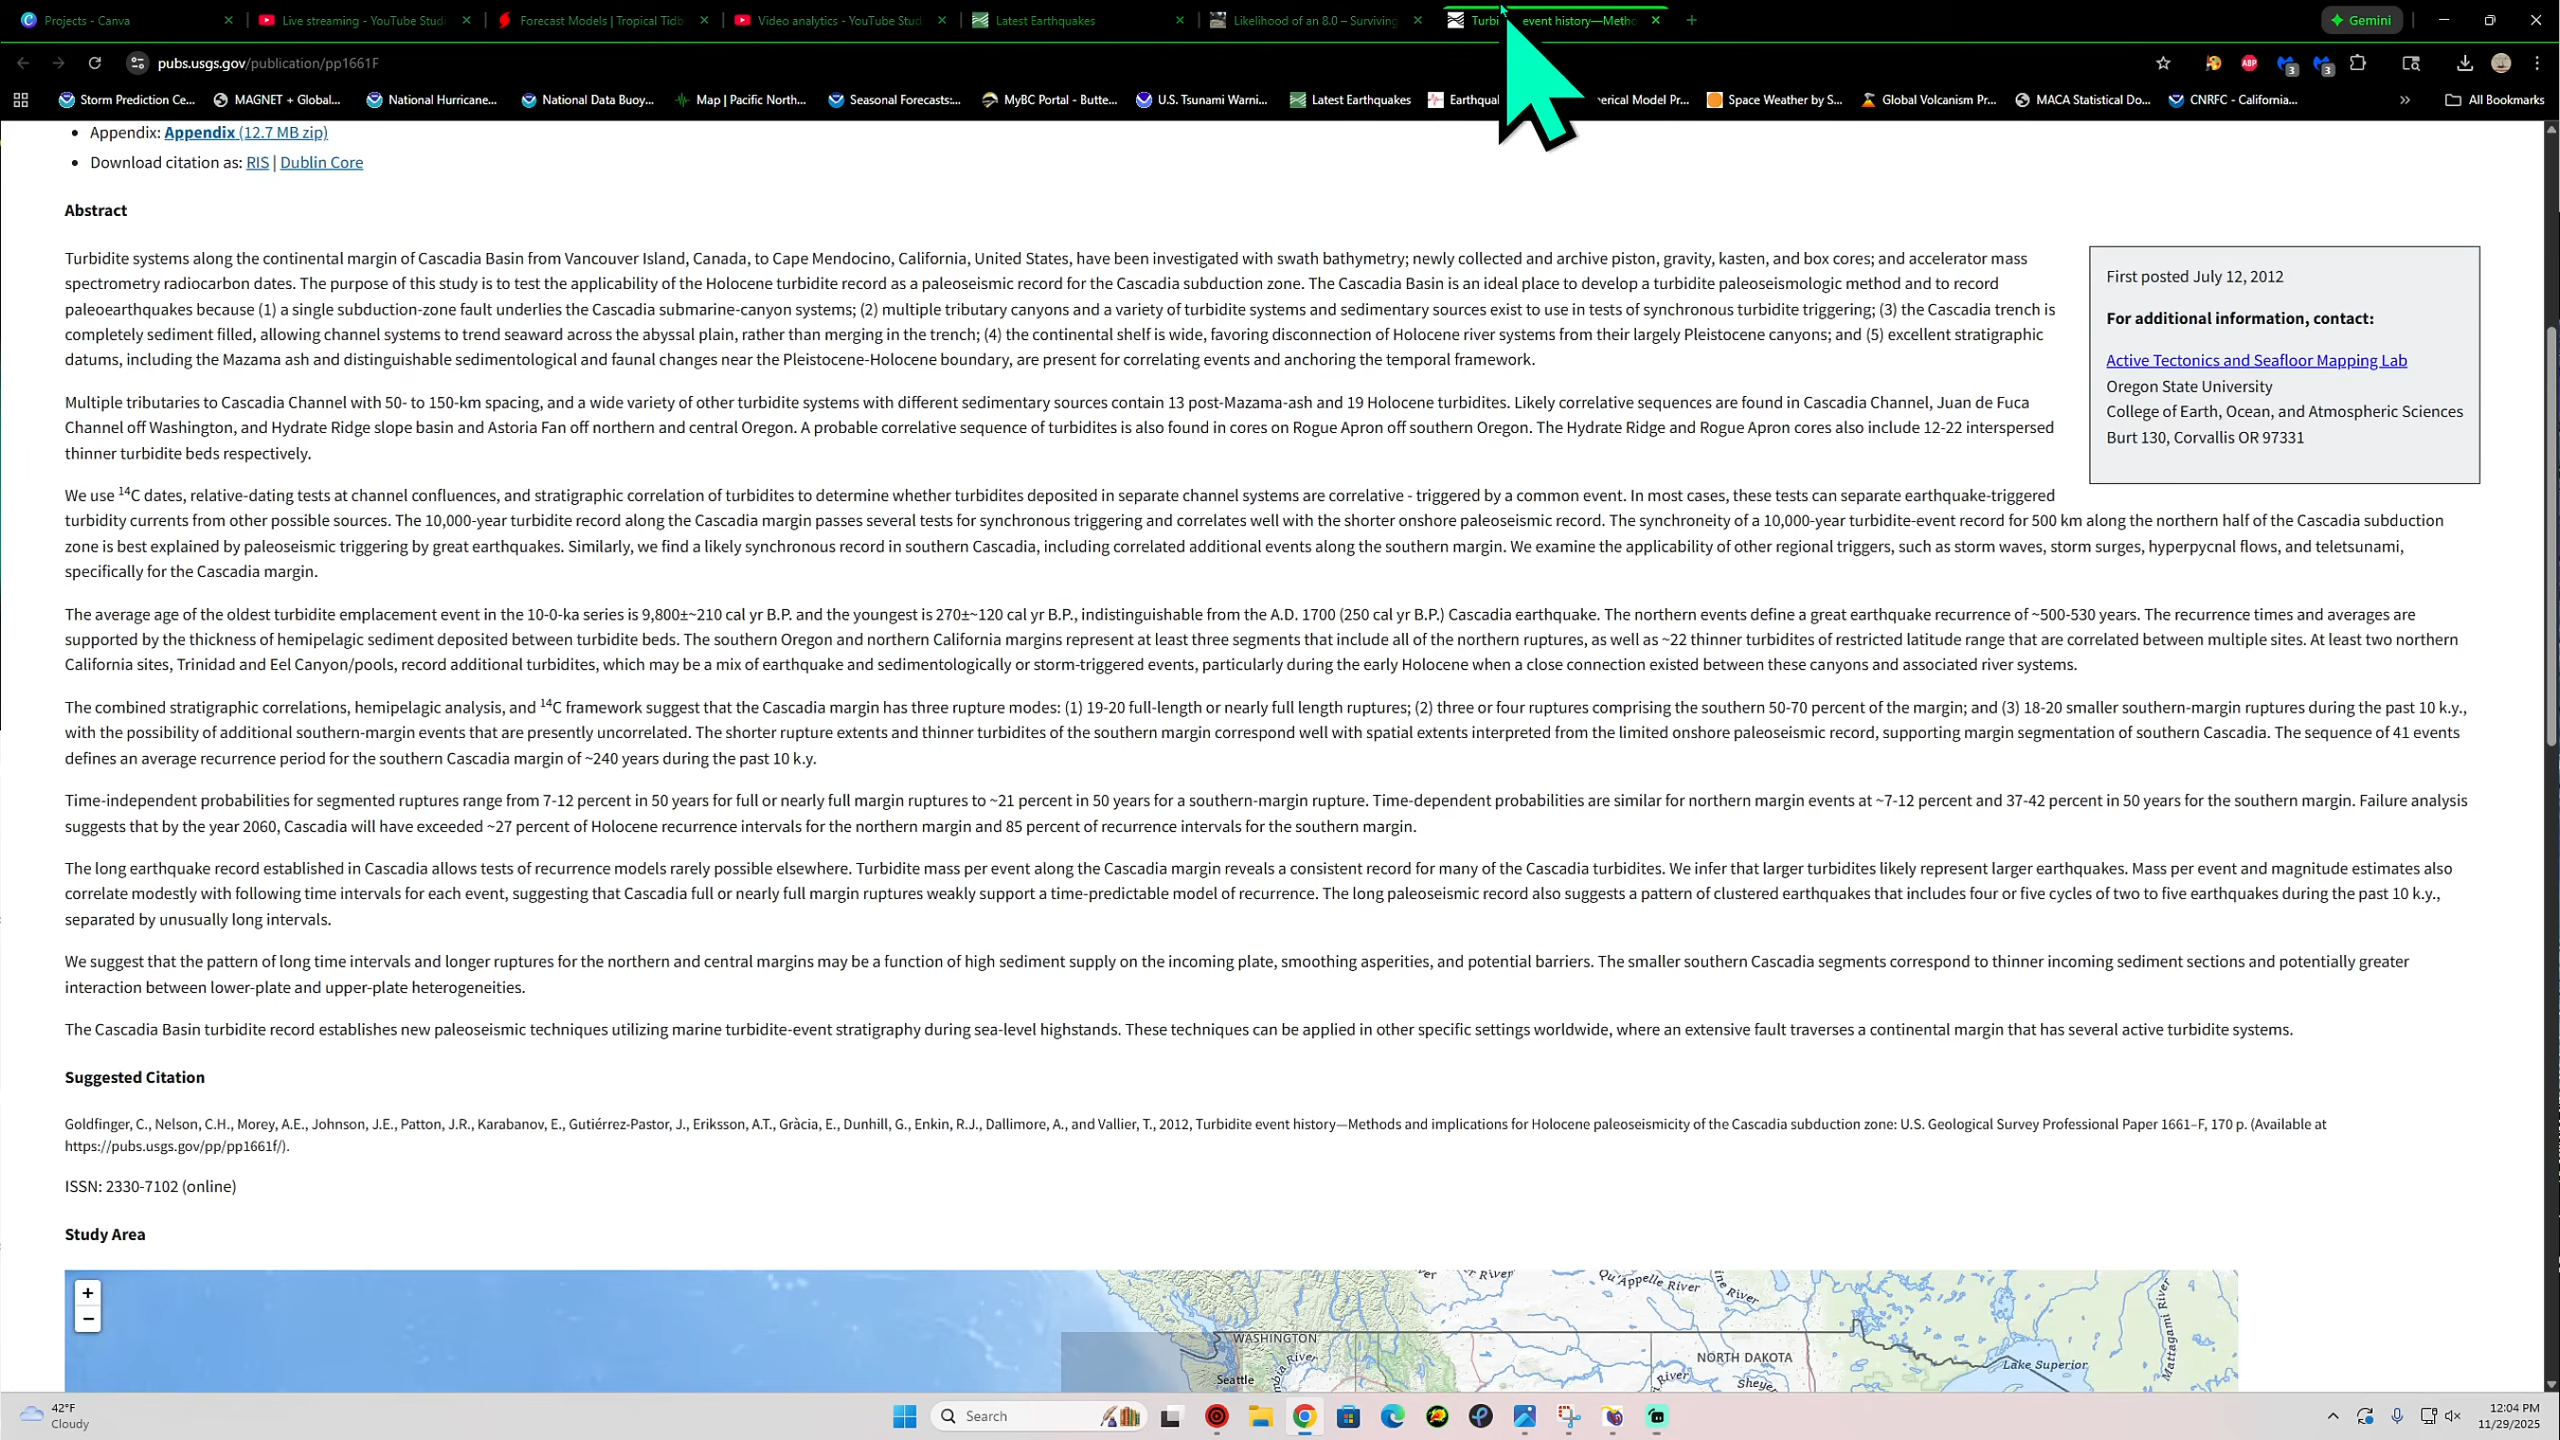 Projects - Canva
Live streaming - YouTube Studi
Forecast Models | Tropical Tidb
Video analytics - YouTube Stud
Latest Earthquakes
Likelihood of an 8.0 – Surviving
Turbi event history—Metho
Gemini
pubs.usgs.gov/publication/pp1661F
Storm Prediction Ce...
MAGNET + Global...
National Hurricane...
National Data Buoy...
Map | Pacific North...
Seasonal Forecasts:...
MyBC Portal - Butte...
U.S. Tsunami Warni...
Latest Earthquakes
Earthqual
erical Model Pr...
Space Weather by S...
Global Volcanism Pr...
MACA Statistical Do...
CNRFC - California...
All Bookmarks
• Appendix: Appendix (12.7 MB zip)
• Download citation as: RIS | Dublin Core
Abstract
Turbidite systems along the continental margin of Cascadia Basin from Vancouver Island, Canada, to Cape Mendocino, California, United States, have been investigated with swath bathymetry; newly collected and archive piston, gravity, kasten, and box cores; and accelerator mass
spectrometry radiocarbon dates. The purpose of this study is to test the applicability of the Holocene turbidite record as a paleoseismic record for the Cascadia subduction zone. The Cascadia Basin is an ideal place to develop a turbidite paleoseismologic method and to record
paleoearthquakes because (1) a single subduction-zone fault underlies the Cascadia submarine-canyon systems; (2) multiple tributary canyons and a variety of turbidite systems and sedimentary sources exist to use in tests of synchronous turbidite triggering; (3) the Cascadia trench is
completely sediment filled, allowing channel systems to trend seaward across the abyssal plain, rather than merging in the trench; (4) the continental shelf is wide, favoring disconnection of Holocene river systems from their largely Pleistocene canyons; and (5) excellent stratigraphic
datums, including the Mazama ash and distinguishable sedimentological and faunal changes near the Pleistocene-Holocene boundary, are present for correlating events and anchoring the temporal framework.
First posted July 12, 2012
For additional information, contact:
Active Tectonics and Seafloor Mapping Lab
Oregon State University
College of Earth, Ocean, and Atmospheric Sciences
Burt 130, Corvallis OR 97331
Multiple tributaries to Cascadia Channel with 50- to 150-km spacing, and a wide variety of other turbidite systems with different sedimentary sources contain 13 post-Mazama-ash and 19 Holocene turbidites. Likely correlative sequences are found in Cascadia Channel, Juan de Fuca
Channel off Washington, and Hydrate Ridge slope basin and Astoria Fan off northern and central Oregon. A probable correlative sequence of turbidites is also found in cores on Rogue Apron off southern Oregon. The Hydrate Ridge and Rogue Apron cores also include 12-22 interspersed
thinner turbidite beds respectively.
We use 14C dates, relative-dating tests at channel confluences, and stratigraphic correlation of turbidites to determine whether turbidites deposited in separate channel systems are correlative - triggered by a common event. In most cases, these tests can separate earthquake-triggered
turbidity currents from other possible sources. The 10,000-year turbidite record along the Cascadia margin passes several tests for synchronous triggering and correlates well with the shorter onshore paleoseismic record. The synchroneity of a 10,000-year turbidite-event record for 500 km along the northern half of the Cascadia subduction
zone is best explained by paleoseismic triggering by great earthquakes. Similarly, we find a likely synchronous record in southern Cascadia, including correlated additional events along the southern margin. We examine the applicability of other regional triggers, such as storm waves, storm surges, hyperpycnal flows, and teletsunami,
specifically for the Cascadia margin.
The average age of the oldest turbidite emplacement event in the 10-0-ka series is 9,800±~210 cal yr B.P. and the youngest is 270±~120 cal yr B.P., indistinguishable from the A.D. 1700 (250 cal yr B.P.) Cascadia earthquake. The northern events define a great earthquake recurrence of ~500-530 years. The recurrence times and averages are
supported by the thickness of hemipelagic sediment deposited between turbidite beds. The southern Oregon and northern California margins represent at least three segments that include all of the northern ruptures, as well as ~22 thinner turbidites of restricted latitude range that are correlated between multiple sites. At least two northern
California sites, Trinidad and Eel Canyon/pools, record additional turbidites, which may be a mix of earthquake and sedimentologically or storm-triggered events, particularly during the early Holocene when a close connection existed between these canyons and associated river systems.
The combined stratigraphic correlations, hemipelagic analysis, and 14C framework suggest that the Cascadia margin has three rupture modes: (1) 19-20 full-length or nearly full length ruptures; (2) three or four ruptures comprising the southern 50-70 percent of the margin; and (3) 18-20 smaller southern-margin ruptures during the past 10 k.y.,
with the possibility of additional southern-margin events that are presently uncorrelated. The shorter rupture extents and thinner turbidites of the southern margin correspond well with spatial extents interpreted from the limited onshore paleoseismic record, supporting margin segmentation of southern Cascadia. The sequence of 41 events
defines an average recurrence period for the southern Cascadia margin of ~240 years during the past 10 k.y.
Time-independent probabilities for segmented ruptures range from 7-12 percent in 50 years for full or nearly full margin ruptures to ~21 percent in 50 years for a southern-margin rupture. Time-dependent probabilities are similar for northern margin events at ~7-12 percent and 37-42 percent in 50 years for the southern margin. Failure analysis
suggests that by the year 2060, Cascadia will have exceeded ~27 percent of Holocene recurrence intervals for the northern margin and 85 percent of recurrence intervals for the southern margin.
The long earthquake record established in Cascadia allows tests of recurrence models rarely possible elsewhere. Turbidite mass per event along the Cascadia margin reveals a consistent record for many of the Cascadia turbidites. We infer that larger turbidites likely represent larger earthquakes. Mass per event and magnitude estimates also
correlate modestly with following time intervals for each event, suggesting that Cascadia full or nearly full margin ruptures weakly support a time-predictable model of recurrence. The long paleoseismic record also suggests a pattern of clustered earthquakes that includes four or five cycles of two to five earthquakes during the past 10 k.y.,
separated by unusually long intervals.
We suggest that the pattern of long time intervals and longer ruptures for the northern and central margins may be a function of high sediment supply on the incoming plate, smoothing asperities, and potential barriers. The smaller southern Cascadia segments correspond to thinner incoming sediment sections and potentially greater
interaction between lower-plate and upper-plate heterogeneities.
The Cascadia Basin turbidite record establishes new paleoseismic techniques utilizing marine turbidite-event stratigraphy during sea-level highstands. These techniques can be applied in other specific settings worldwide, where an extensive fault traverses a continental margin that has several active turbidite systems.
Suggested Citation
Goldfinger, C., Nelson, C.H., Morey, A.E., Johnson, J.E., Patton, J.R., Karabanov, E., Gutiérrez-Pastor, J., Eriksson, A.T., Gràcia, E., Dunhill, G., Enkin, R.J., Dallimore, A., and Vallier, T., 2012, Turbidite event history—Methods and implications for Holocene paleoseismicity of the Cascadia subduction zone: U.S. Geological Survey Professional Paper 1661–F, 170 p. (Available at
https://pubs.usgs.gov/pp/pp1661f/).
ISSN: 2330-7102 (online)
Study Area
+
−
River
River
Qu'Appelle River
ine River
Mattagami River
WASHINGTON
NORTH DAKOTA
Lake Superior
Seattle
River
River
Sheye
42°F
Cloudy
Search
12:04 PM
11/29/2025